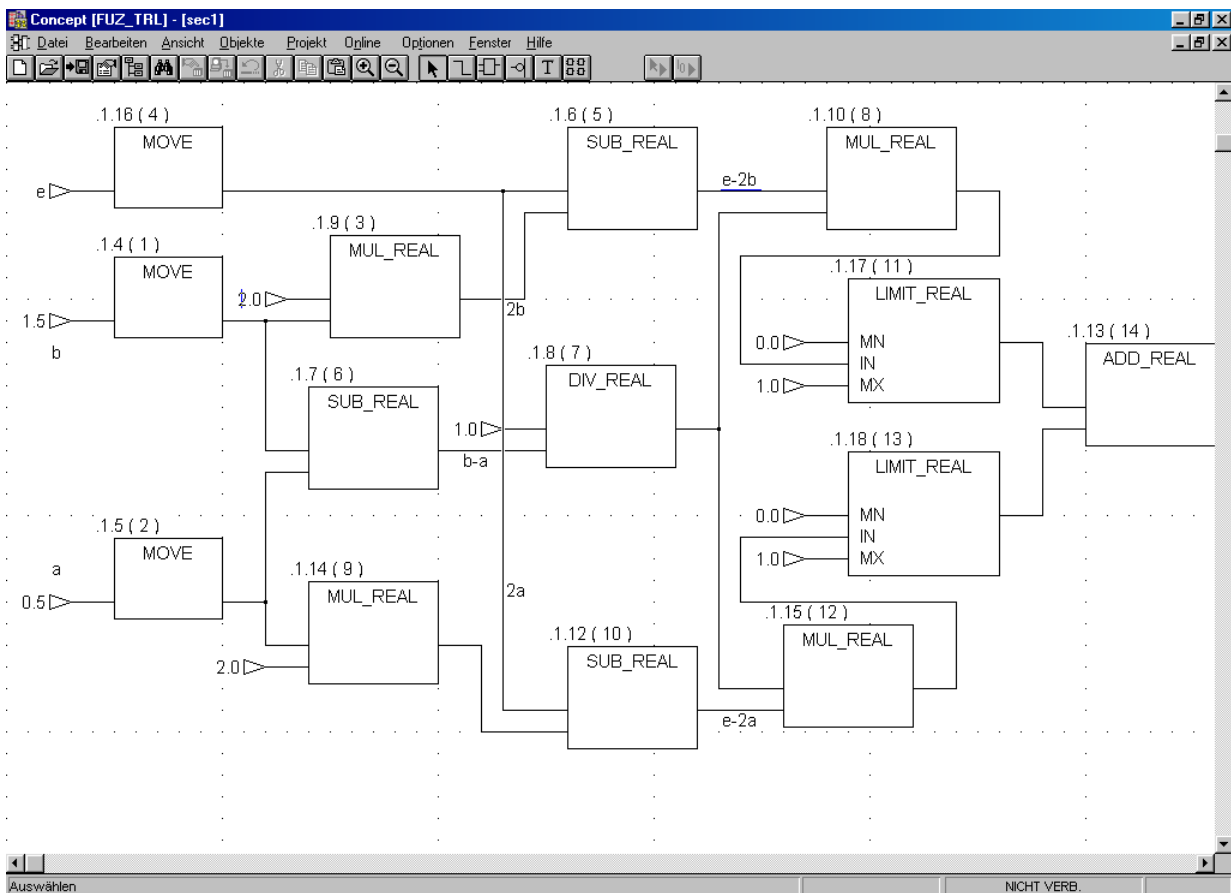 Concept [FUZ_TRL] - [sec1]
Datei Bearbeiten Ansicht Objekte Projekt Online Optionen Fenster Hilfe
T
.1.16 ( 4 )
MOVE
e
.1.6 ( 5 )
SUB_REAL
e-2b
.1.10 ( 8 )
MUL_REAL
.1.4 ( 1 )
MOVE
1.5
b
.1.9 ( 3 )
MUL_REAL
2.0
2b
.1.17 ( 11 )
LIMIT_REAL
0.0 MN
IN
1.0 MX
.1.13 ( 14 )
ADD_REAL
.1.7 ( 6 )
SUB_REAL
b-a
.1.8 ( 7 )
DIV_REAL
1.0
.1.18 ( 13 )
LIMIT_REAL
0.0 MN
IN
1.0 MX
.1.5 ( 2 )
MOVE
a
0.5
.1.14 ( 9 )
MUL_REAL
2.0
2a
.1.12 ( 10 )
SUB_REAL
e-2a
.1.15 ( 12 )
MUL_REAL
Auswählen NICHT VERB.